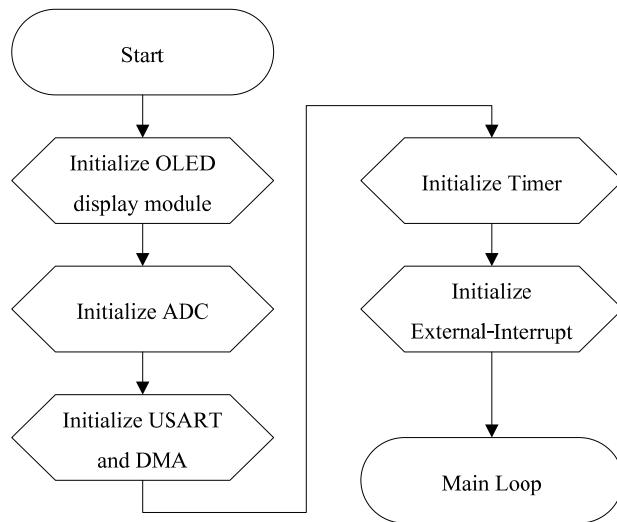 Start
Initialize OLED
display module
Initialize ADC
Initialize USART
and DMA
Initialize Timer
Initialize
External-Interrupt
Main Loop